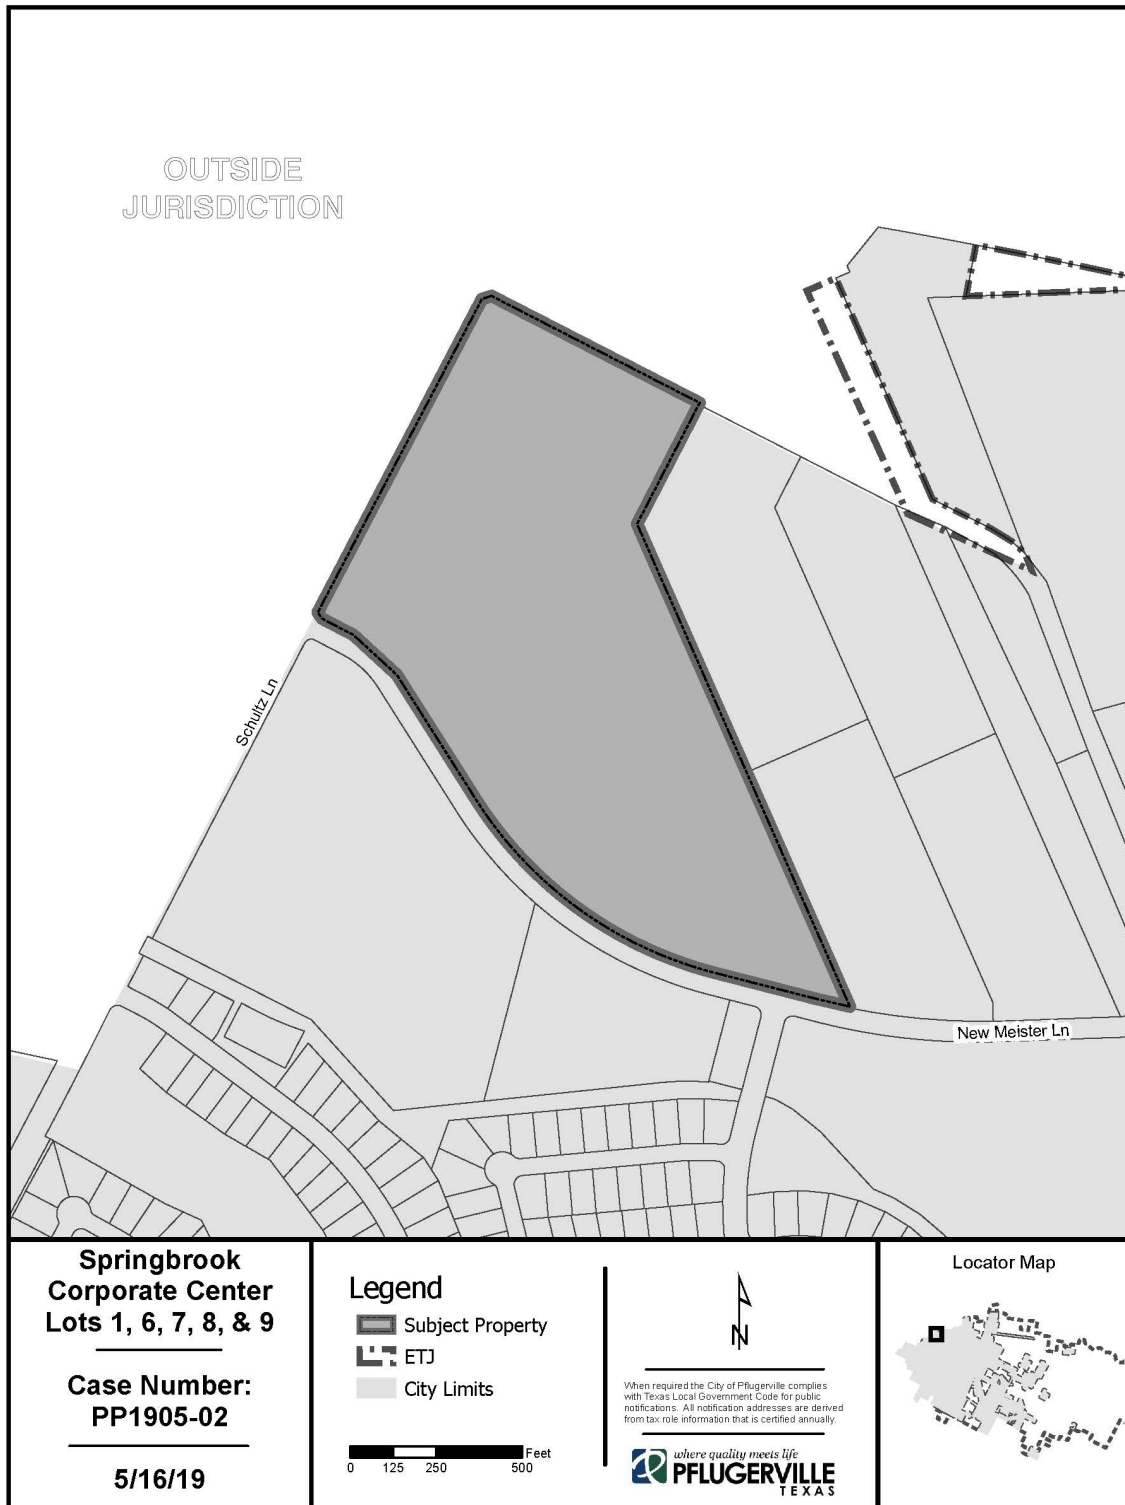 OUTSIDE
JURISDICTION
Schultz Ln
New Meister Ln
Springbrook
Corporate Center
Lots 1, 6, 7, 8, & 9
Case Number:
PP1905-02
5/16/19
Legend
Subject Property
ETJ
City Limits
Feet
0 125 250 500
N
When required the City of Pflugerville complies
with Texas Local Government Code for public
notifications. All notification addresses are derived
from tax role information that is certified annually.
where quality meets life
PFLUGERVILLE
TEXAS
Locator Map